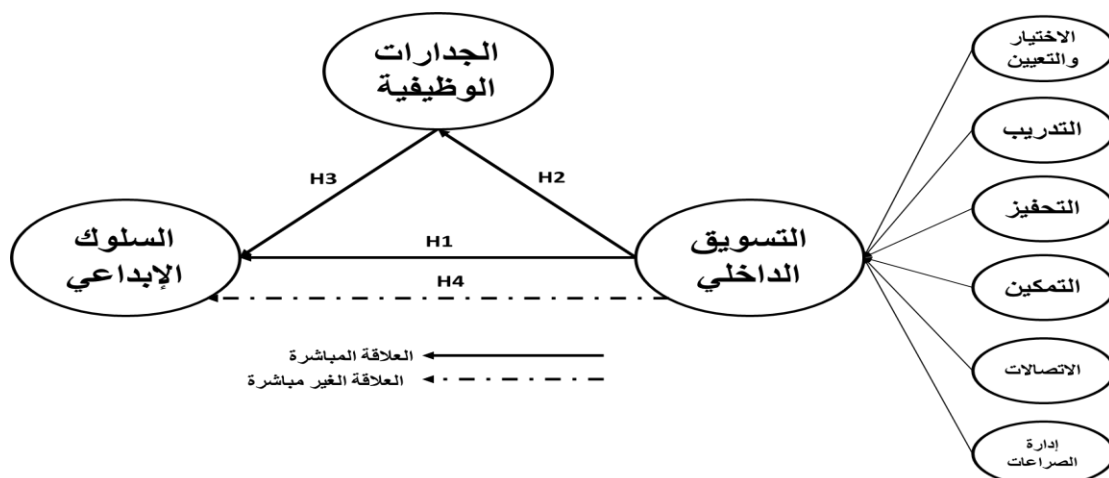 الاختيار
والتعيين
التدريب
التحفيز
التمكين
الاتصالات
إدارة
الصراعات
التسويق
الداخلي
الجدارات
الوظيفية
السلوك
الإبداعي
H2
H3
H1
H4
العلاقة المباشرة
العلاقة الغير مباشرة